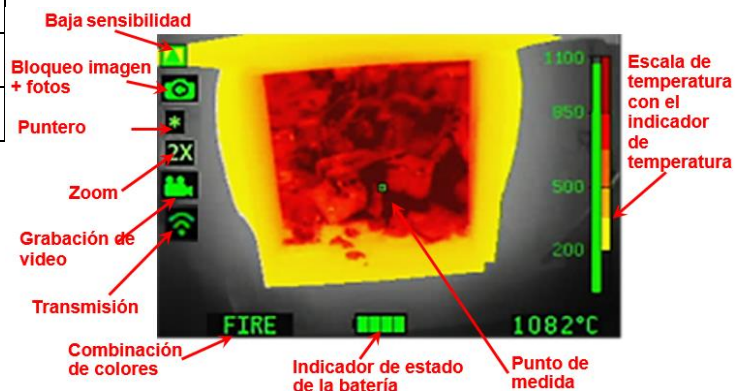 Baja sensibilidad
Bloqueo imagen
+ fotos
Puntero
*
2X
Zoom
Grabación de
video
Transmisión
Combinación
de colores
FIRE
Indicador de estado
de la batería
Punto de
medida
1082°C
1100
850
500
200
Escala de
temperatura
con el
indicador
de
temperatura